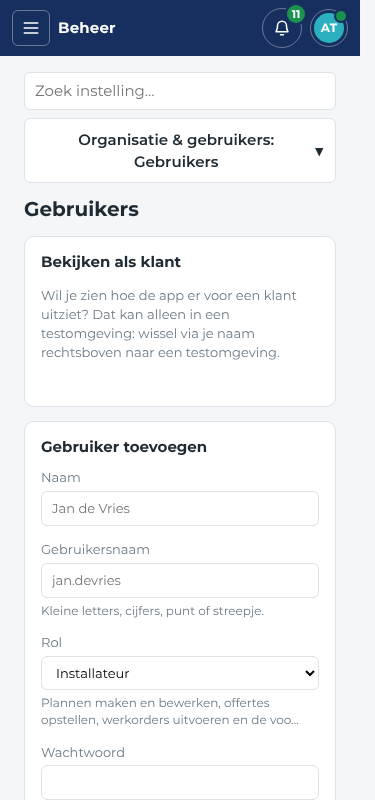 Beheer
11
AT
Zoek instelling...
Organisatie & gebruikers:
Gebruikers
▼
Gebruikers
Bekijken als klant
Wil je zien hoe de app er voor een klant
uitziet? Dat kan alleen in een
testomgeving: wissel via je naam
rechtsboven naar een testomgeving.
Gebruiker toevoegen
Naam
Jan de Vries
Gebruikersnaam
jan.devries
Kleine letters, cijfers, punt of streepje.
Rol
Installateur
Plannen maken en bewerken, offertes
opstellen, werkorders uitvoeren en de voo...
Wachtwoord